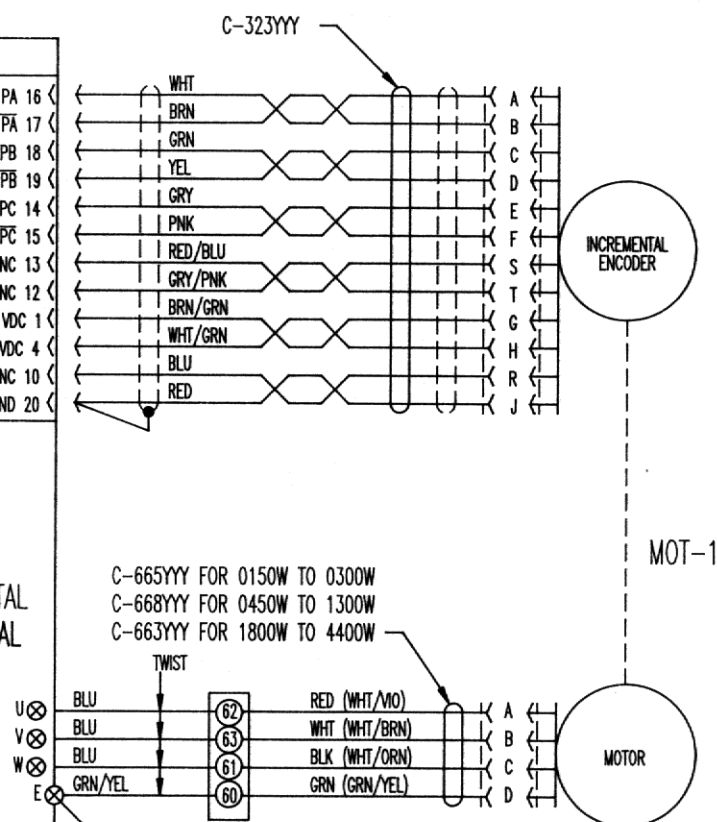 C-323YYY
PA 16 WHT A
PA 17 BRN B
PB 18 GRN C
PB 19 YEL D
PC 14 GRY E
PC 15 PNK F
NC 13 RED/BLU S
NC 12 GRY/PNK T
VDC 1 BRN/GRN G
VDC 4 WHT/GRN H
NC 10 BLU R
ND 20 RED J
INCREMENTAL
ENCODER
MOT-1
C-665YYY FOR 0150W TO 0300W
C-668YYY FOR 0450W TO 1300W
C-663YYY FOR 1800W TO 4400W
TAL
AL
TWIST
U BLU 62 RED (WHT/VIO) A
V BLU 63 WHT (WHT/BRN) B
W BLU 61 BLK (WHT/ORN) C
E GRN/YEL 60 GRN (GRN/YEL) D
MOTOR